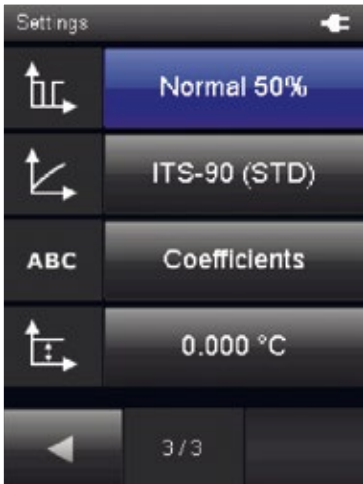 Settings
Normal 50%
ITS-90 (STD)
ABC
Coefficients
0.000 °C
3/3